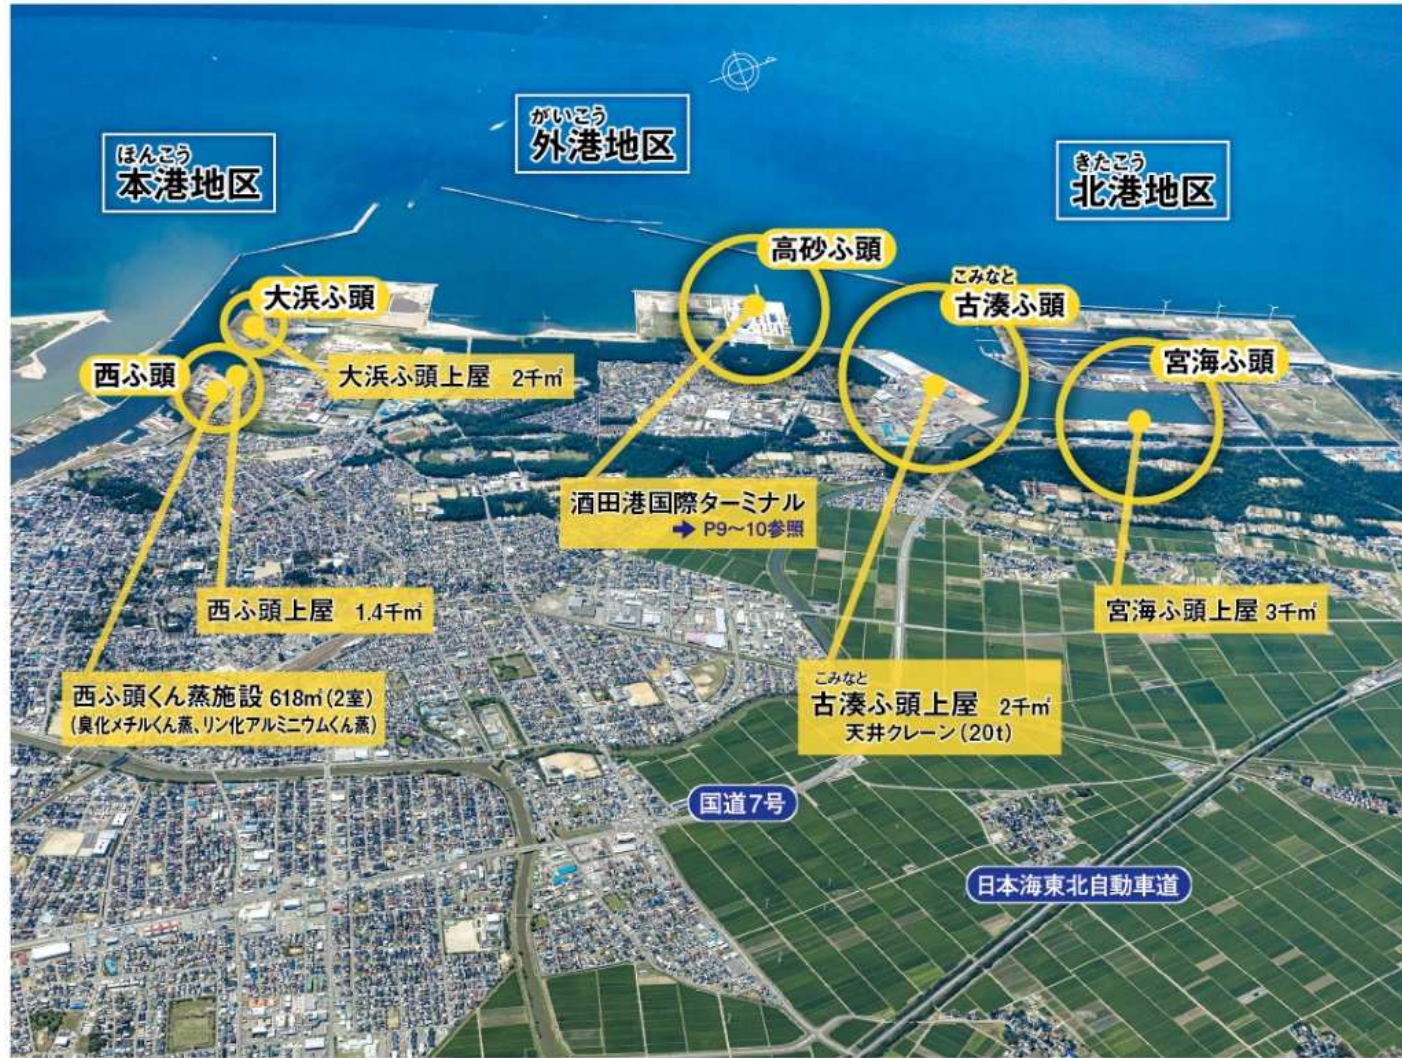 がいこう
外港地区
ほんこう
本港地区
きたこう
北港地区
高砂ふ頭
こみなと
古湊ふ頭
大浜ふ頭
宮海ふ頭
西ふ頭
大浜ふ頭上屋 2千㎡
酒田港国際ターミナル
➡ P9～10参照
西ふ頭上屋 1.4千㎡
宮海ふ頭上屋 3千㎡
西ふ頭くん蒸施設 618㎡(2室)
(臭化メチルくん蒸、リン化アルミニウムくん蒸)
こみなと
古湊ふ頭上屋 2千㎡
天井クレーン(20t)
国道7号
日本海東北自動車道